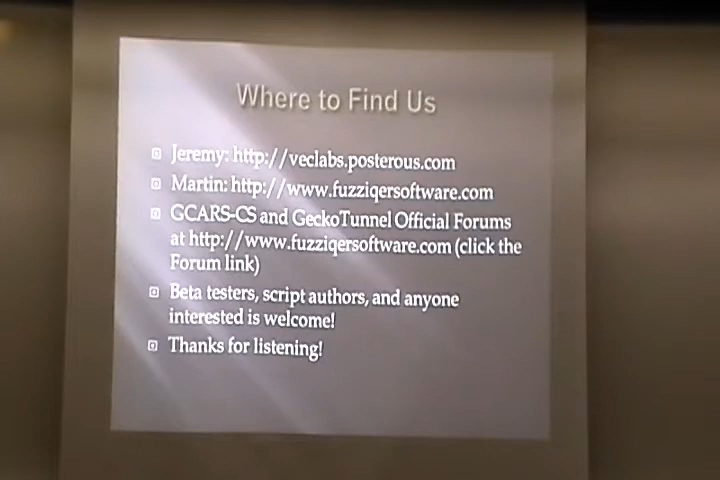 Where to Find Us
Jeremy: http://veclabs.posterous.com
Martin: http://www.fuzziqersoftware.com
GCARS-CS and GeckoTunnel Official Forums
at http://www.fuzziqersoftware.com (click the
Forum link)
Beta testers, script authors, and anyone
interested is welcome!
Thanks for listening!